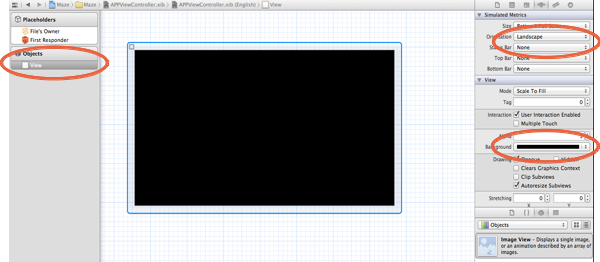 Maze
Maze
APPViewController.xib
APPViewController.xib (English)
View
Placeholders
File's Owner
First Responder
Objects
View
Simulated Metrics
Size
Orientation Landscape
Status Bar None
Top Bar None
Bottom Bar None
View
Mode Scale To Fill
Tag 0
Interaction User Interaction Enabled
Multiple Touch
Background
Drawing
Clears Graphics Context
Clip Subviews
Autoresize Subviews
Stretching 0 0
X Y
Objects
Image View - Displays a single image, or an animation described by an array of images.